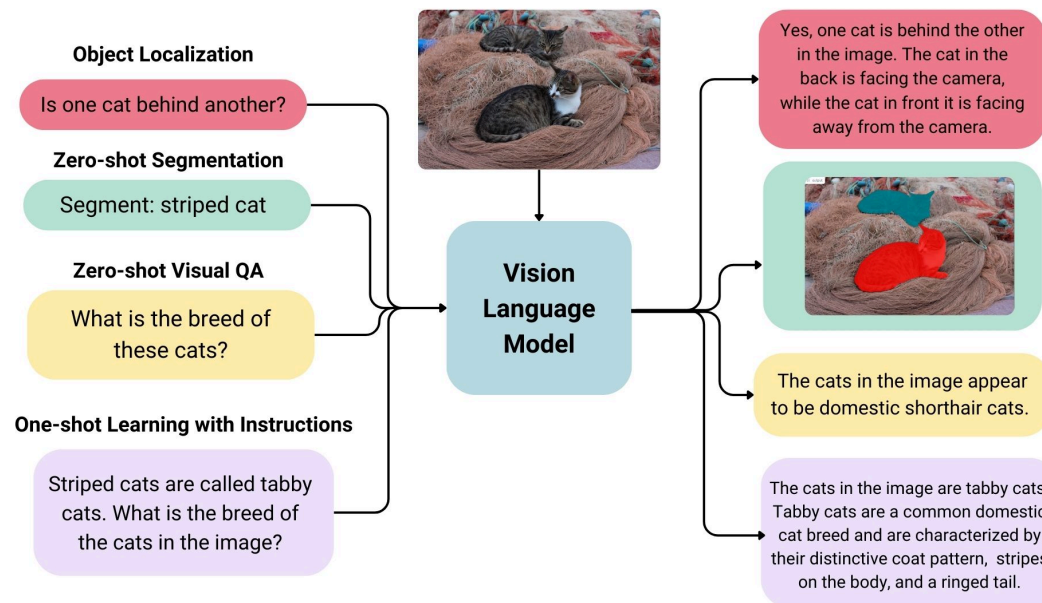 Object Localization
Is one cat behind another?
Zero-shot Segmentation
Segment: striped cat
Zero-shot Visual QA
What is the breed of
these cats?
One-shot Learning with Instructions
Striped cats are called tabby
cats. What is the breed of
the cats in the image?
Vision
Language
Model
Yes, one cat is behind the other
in the image. The cat in the
back is facing the camera,
while the cat in front it is facing
away from the camera.
The cats in the image appear
to be domestic shorthair cats.
The cats in the image are tabby cats
Tabby cats are a common domestic
cat breed and are characterized by
their distinctive coat pattern, stripes
on the body, and a ringed tail.